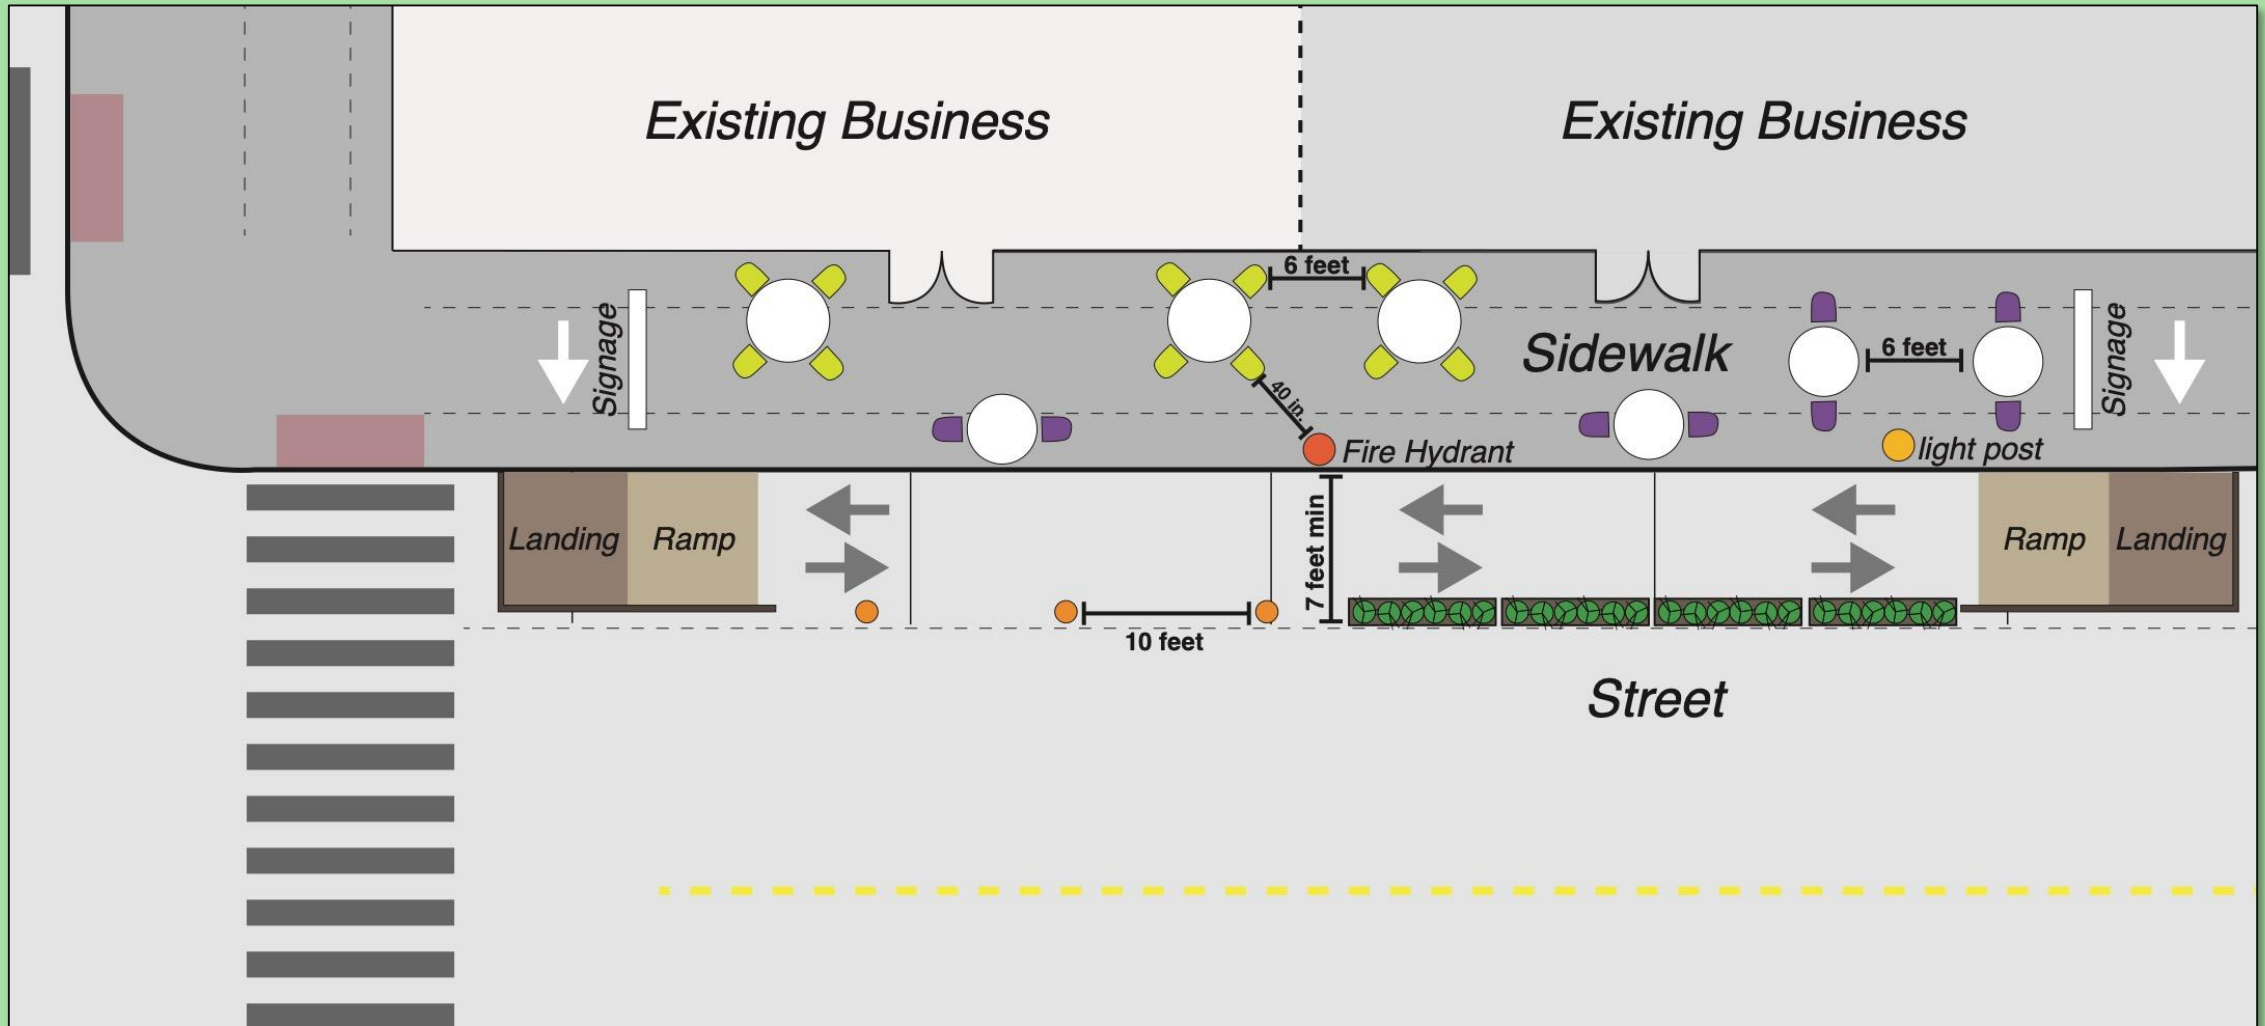 Existing Business
Existing Business
6 feet
Signage
Sidewalk
6 feet
Signage
40 in.
Fire Hydrant
light post
Landing
Ramp
7 feet min
Ramp
Landing
10 feet
Street